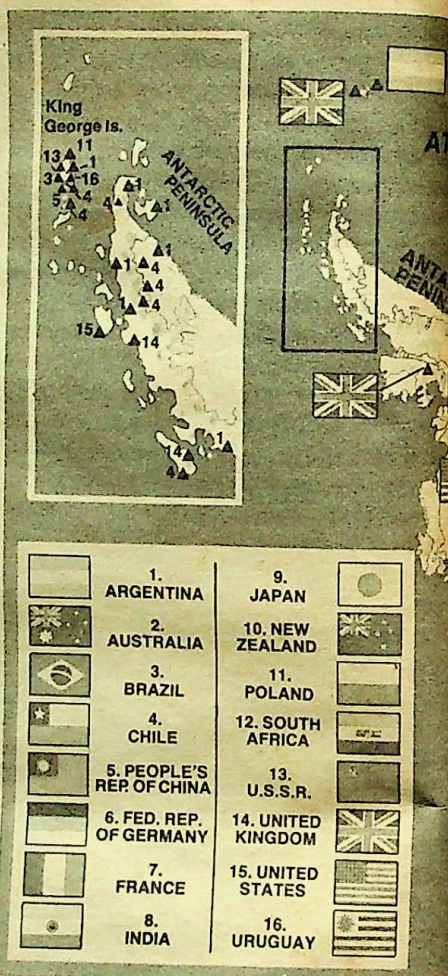 King
George Is.
11
13
1
3
16
4
5
4
ANTARCTIC
PENINSULA
1
4
1
1
1
4
4
1
4
15
14
1
14
4
1.
ARGENTINA
2.
AUSTRALIA
3.
BRAZIL
4.
CHILE
5. PEOPLE'S
REP. OF CHINA
6. FED. REP.
OF GERMANY
7.
FRANCE
8.
INDIA
9.
JAPAN
10. NEW
ZEALAND
11.
POLAND
12. SOUTH
AFRICA
13.
U.S.S.R.
14. UNITED
KINGDOM
15. UNITED
STATES
16.
URUGUAY